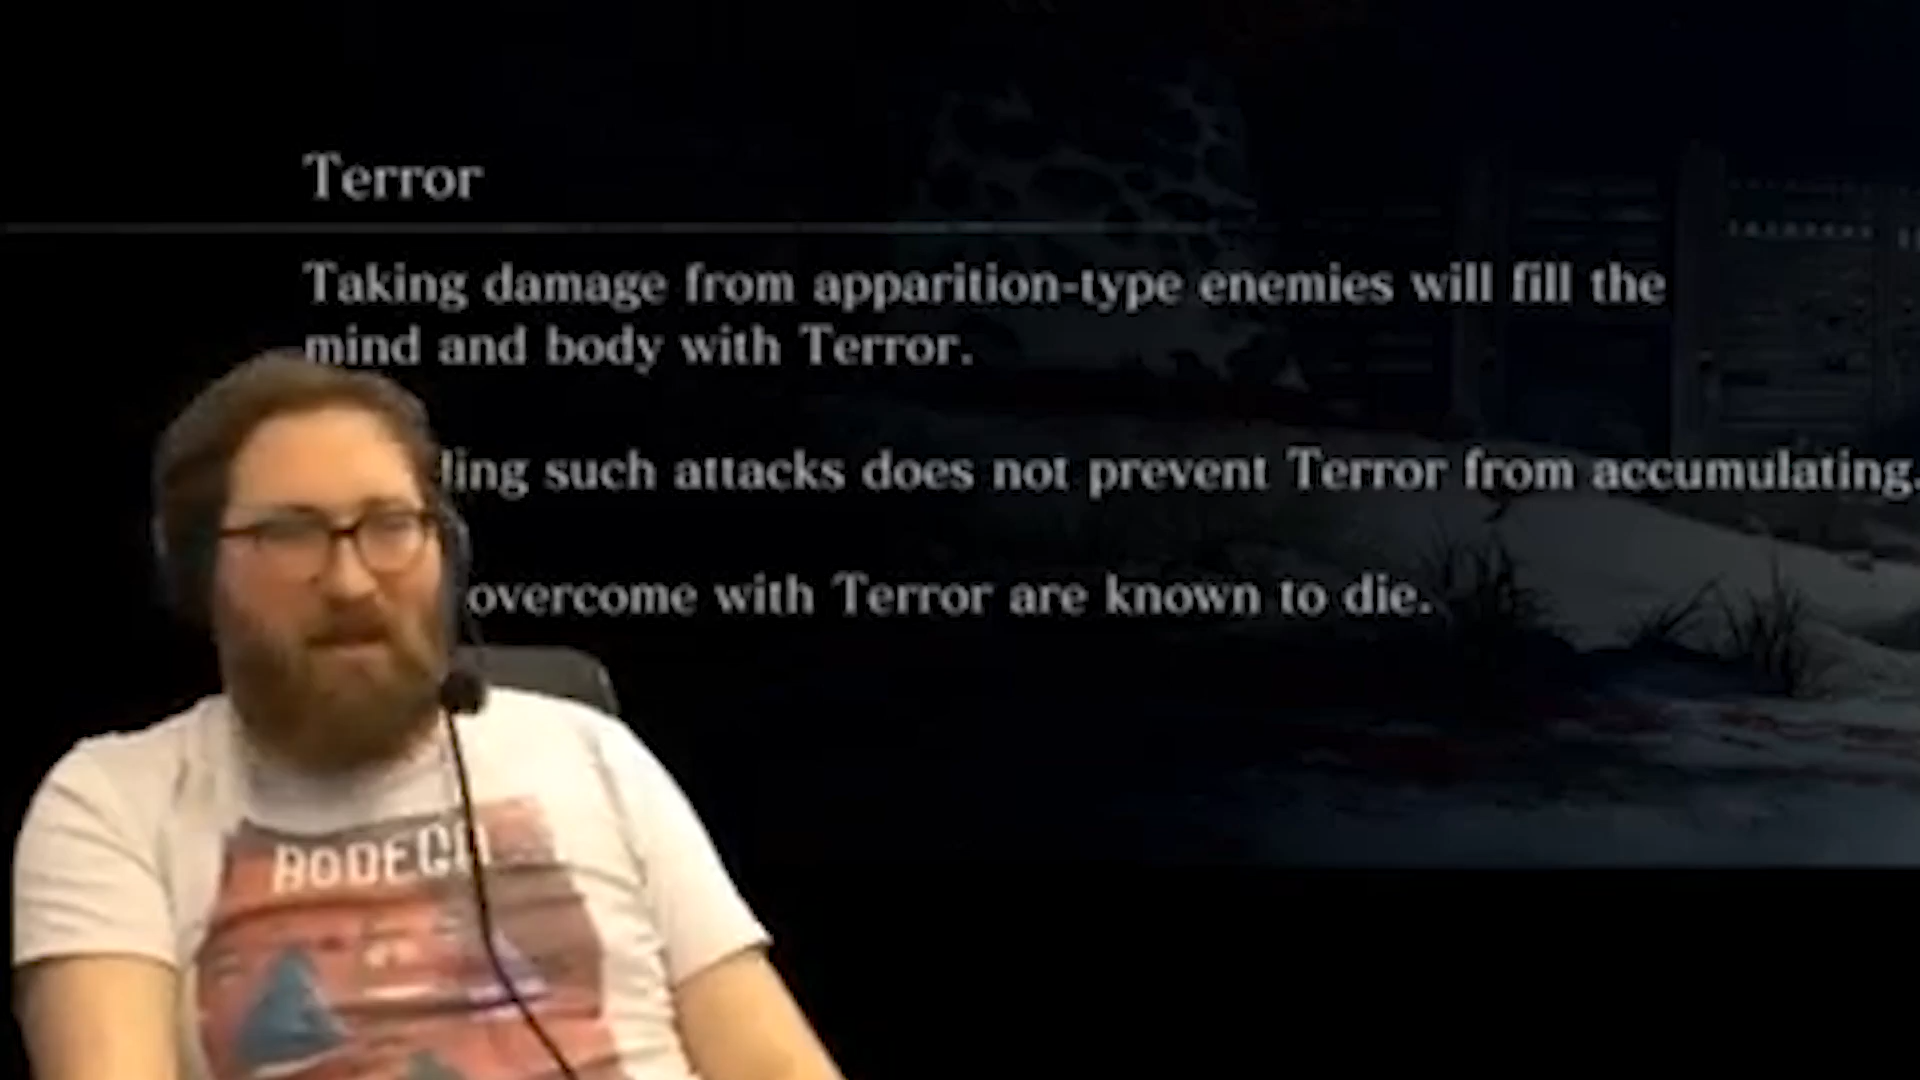 Terror
Taking damage from apparition-type enemies will fill the
mind and body with Terror.
ling such attacks does not prevent Terror from accumulating.
overcome with Terror are known to die.
BODEGA